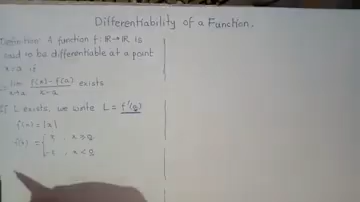 Differentiability of a Function.
Definition: A function f: ℝ→ℝ is
said to be differentiable at a point
x=a if
L= lim x→a f(x) - f(a) / x-a exists
If L exists, we write L = f'(a)
f(x) = |x|
f(x) = { x , x ≥ 0
-x , x < 0